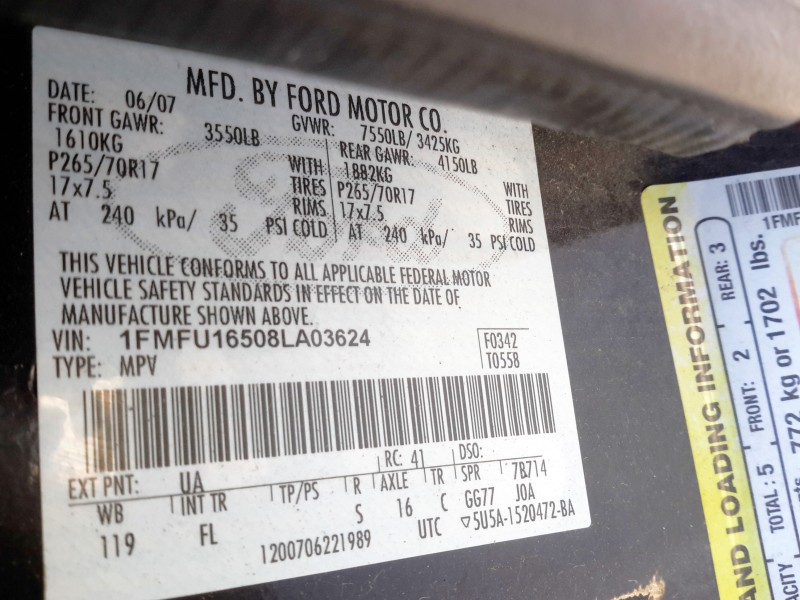 MFD. BY FORD MOTOR CO.
DATE: 06/07 GVWR: 7550LB/ 3425KG
FRONT GAWR: 3550LB REAR GAWR: 4150LB
1610KG WITH 1882KG WITH
P265/70R17 TIRES P265/70R17 TIRES
17x7.5 RIMS 17x7.5 RIMS
AT 240 kPa/ 35 PSI COLD AT 240 kPa/ 35 PSI COLD
THIS VEHICLE CONFORMS TO ALL APPLICABLE FEDERAL MOTOR
VEHICLE SAFETY STANDARDS IN EFFECT ON THE DATE OF
MANUFACTURE SHOWN ABOVE.
VIN: 1FMFU16508LA03624 F0342
TYPE: MPV T0558
EXT PNT: UA RC: 41 DSO:
WB INT TR TP/PS R AXLE TR SPR 7B714
119 FL S 16 C GG77 JOA
1200706221989 UTC ▽5U5A-1520472-BA
AND LOADING INFORMATION
1FMF
TOTAL: 5 FRONT: 2 REAR: 3
772 kg or 1702 lbs.